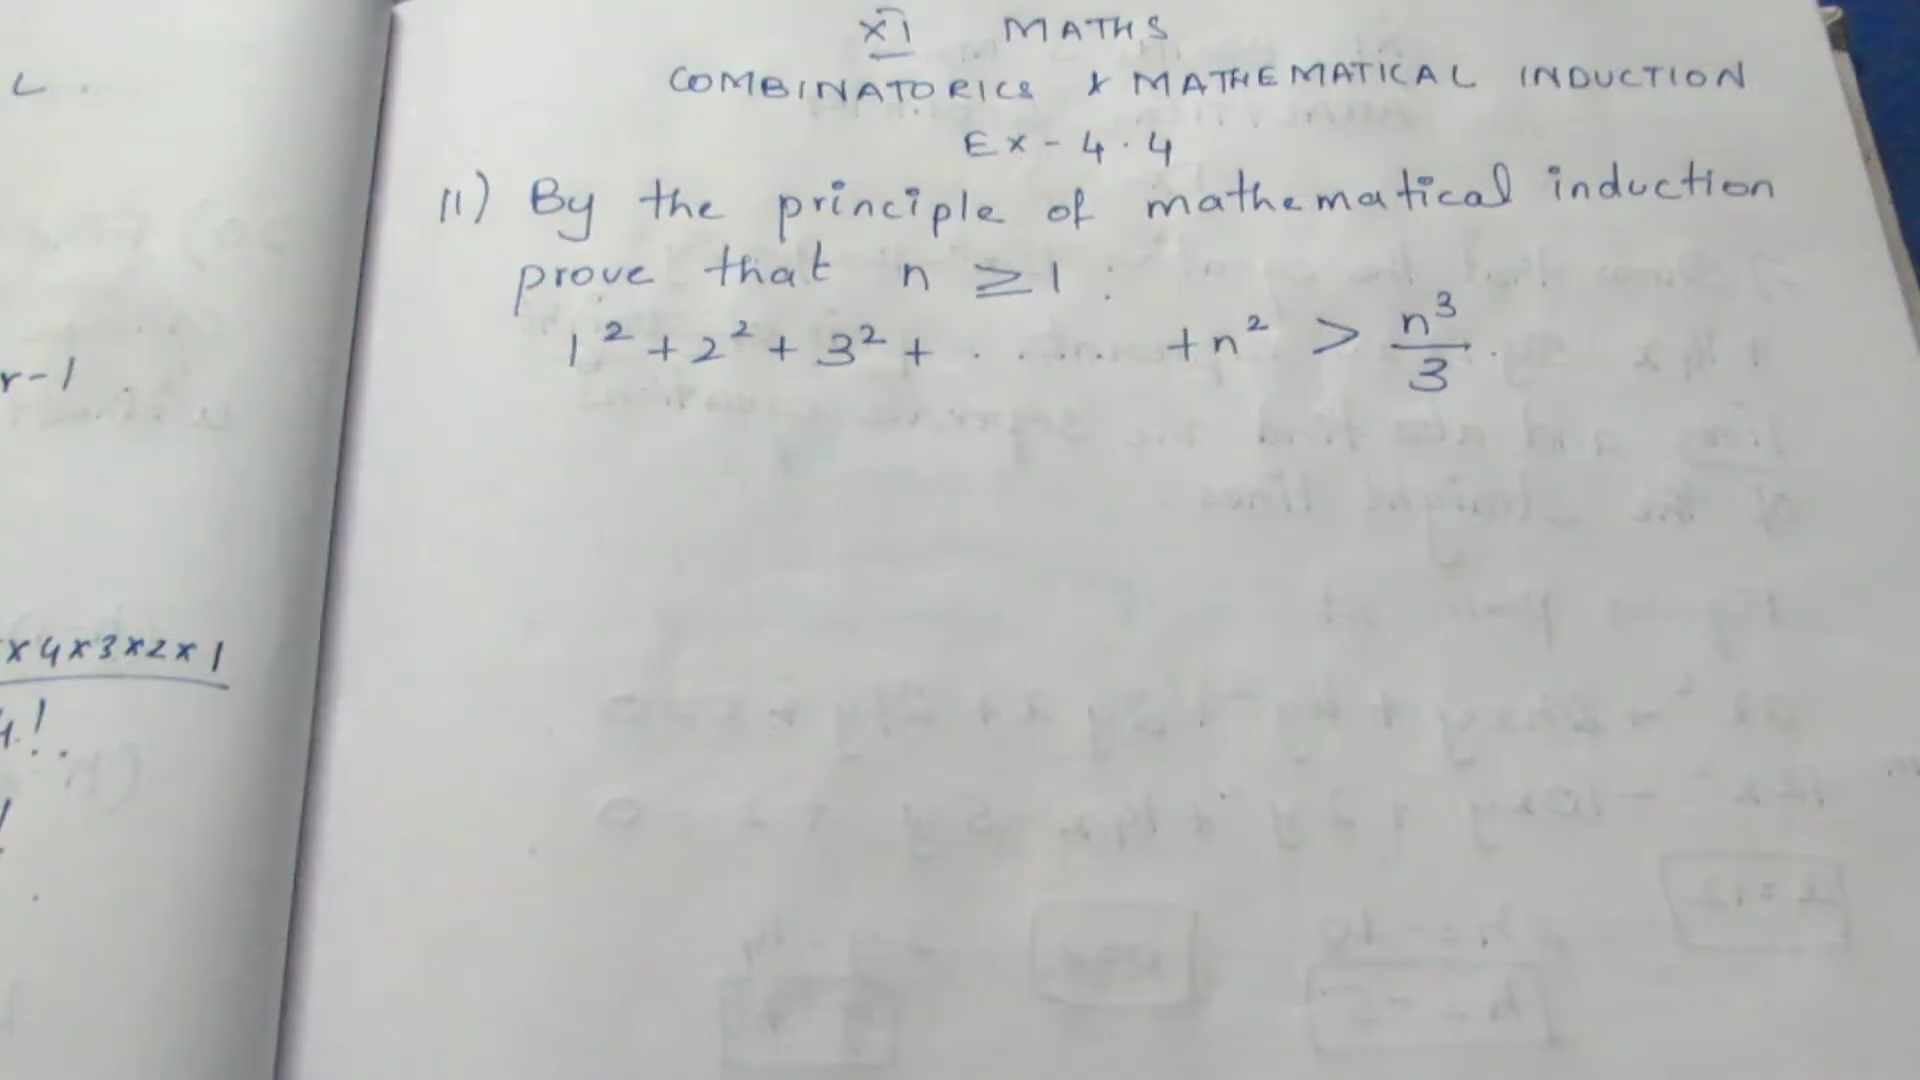 XI MATHS
COMBINATORICS & MATHEMATICAL INDUCTION
Ex - 4.4
11) By the principle of mathematical induction
prove that n ≥ 1 :
1² + 2² + 3² + . . . . . . + n² > n³/3 .
r-1
x4x3x2x1
4!.